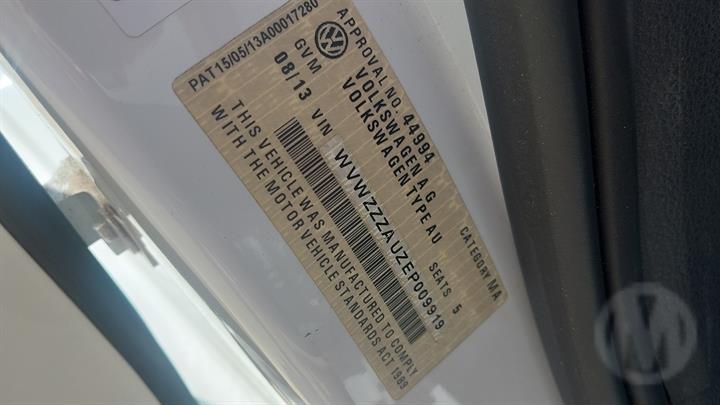 APPROVAL NO. 44994 CATEGORY MA
VOLKSWAGEN A G
VOLKSWAGEN TYPE AU SEATS 5
GVM
08/13 VIN WVWZZZAUZEP009919
THIS VEHICLE WAS MANUFACTURED TO COMPLY
WITH THE MOTOR VEHICLE STANDARDS ACT 1989
PAT15/05/13A00017280